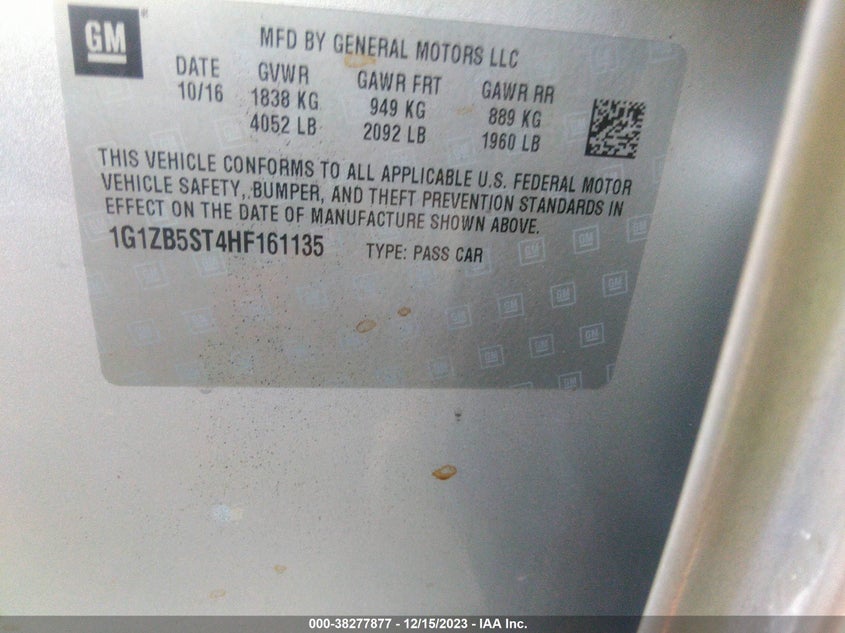 GM
MFD BY GENERAL MOTORS LLC
DATE GVWR GAWR FRT GAWR RR
10/16 1838 KG 949 KG 889 KG
4052 LB 2092 LB 1960 LB
THIS VEHICLE CONFORMS TO ALL APPLICABLE U.S. FEDERAL MOTOR
VEHICLE SAFETY, BUMPER, AND THEFT PREVENTION STANDARDS IN
EFFECT ON THE DATE OF MANUFACTURE SHOWN ABOVE.
1G1ZB5ST4HF161135 TYPE: PASS CAR
000-38277877 - 12/15/2023 - IAA Inc.